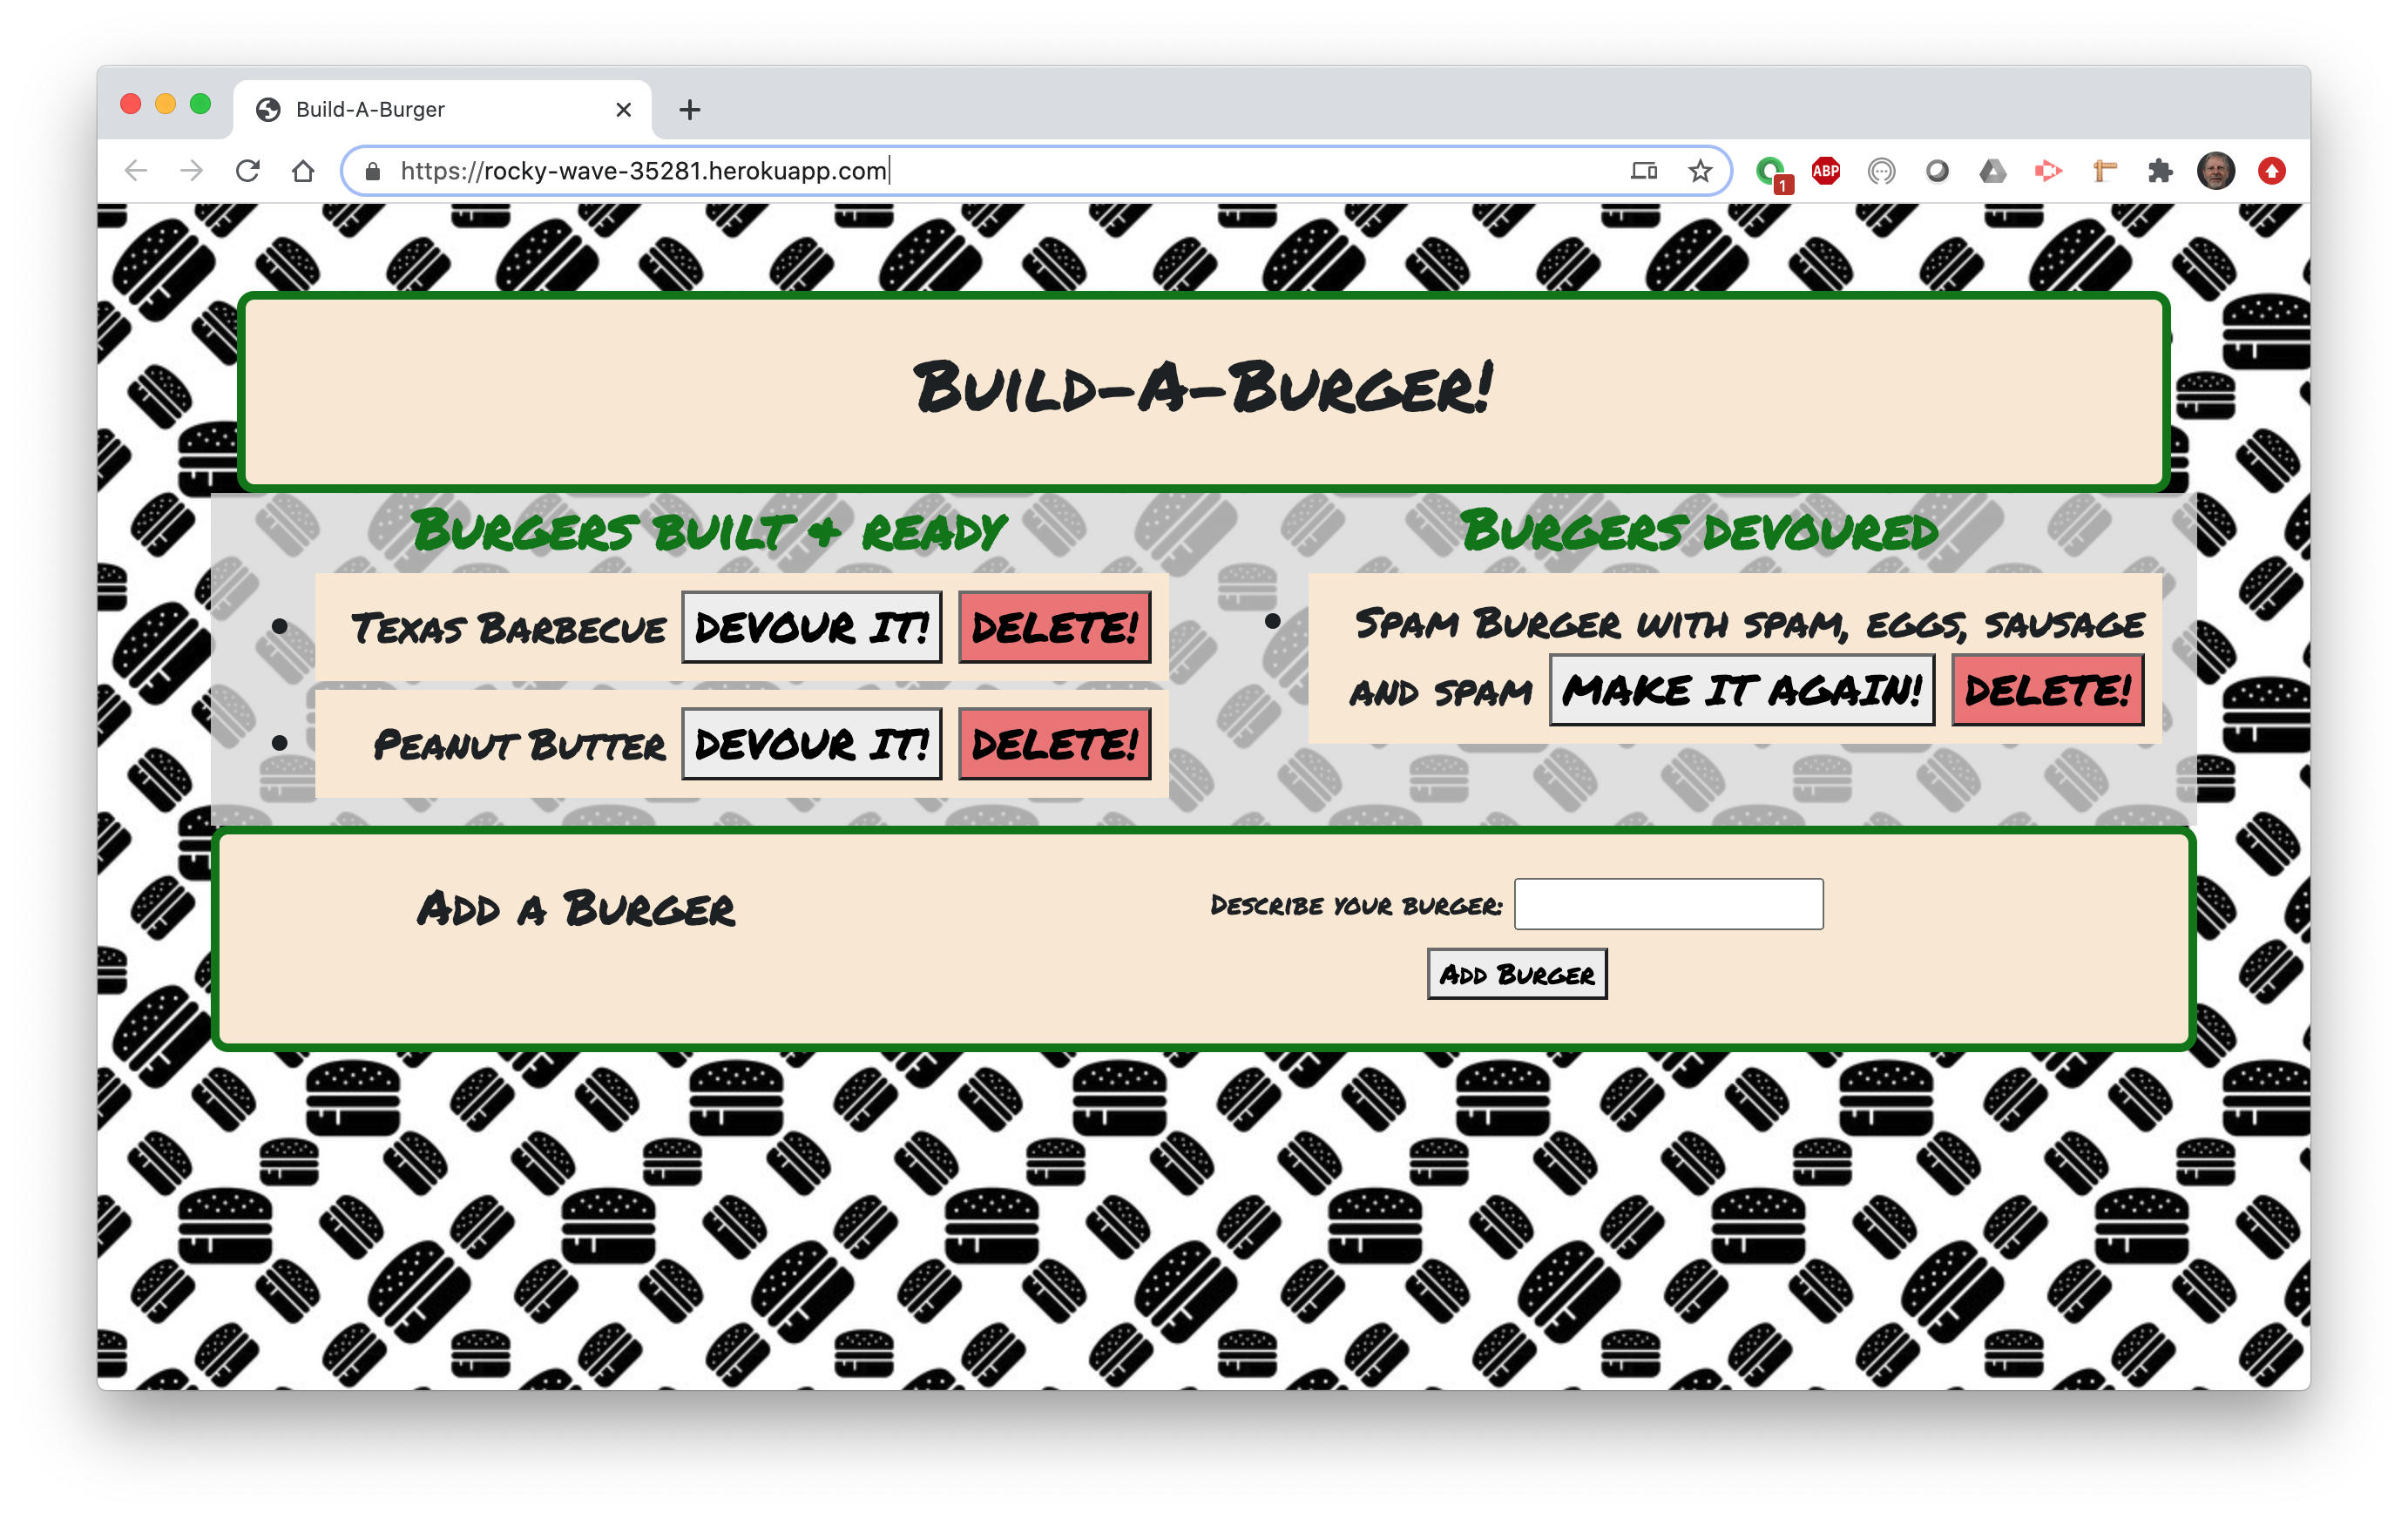 Build-A-Burger
https://rocky-wave-35281.herokuapp.com
1
ABP
Build-A-Burger!
Burgers built & ready
Texas Barbecue DEVOUR IT! DELETE!
Peanut Butter DEVOUR IT! DELETE!
Burgers devoured
Spam Burger with spam, eggs, sausage
and spam MAKE IT AGAIN! DELETE!
Add a Burger
Describe your burger:
Add Burger